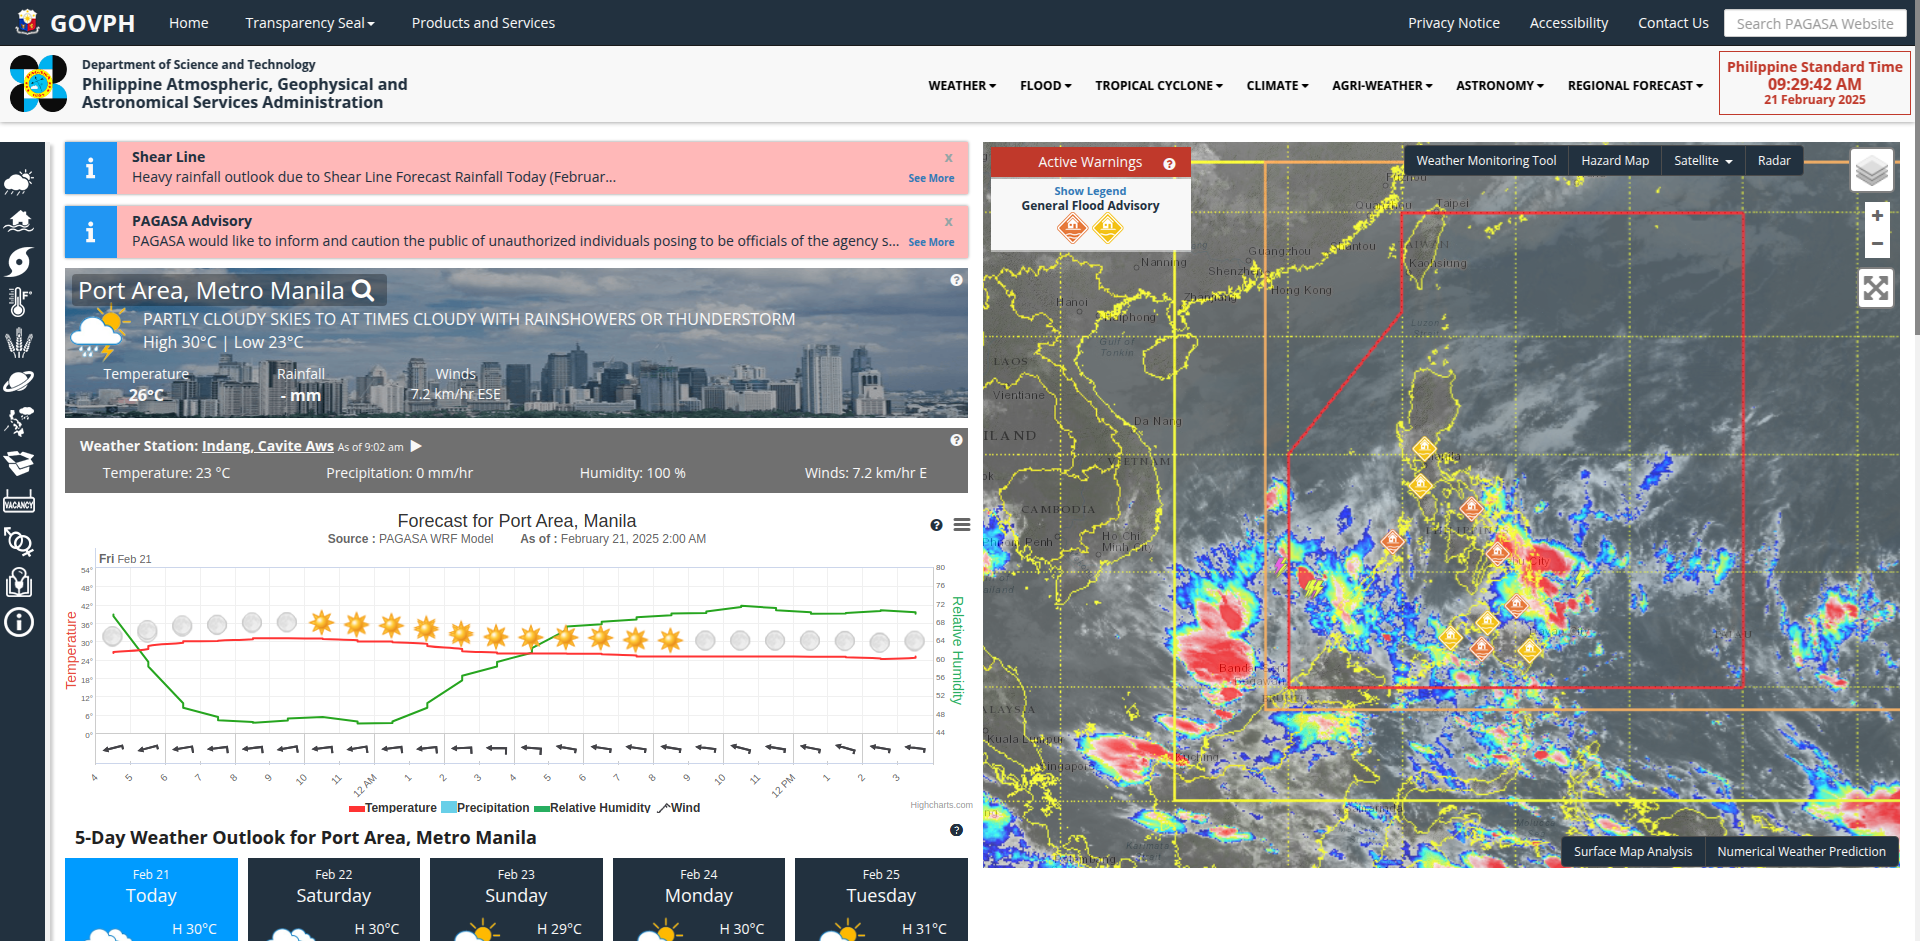 GOVPH
Home
Transparency Seal
Products and Services
Privacy Notice
Accessibility
Contact Us
Search PAGASA Website
Department of Science and Technology
Philippine Atmospheric, Geophysical and
Astronomical Services Administration
WEATHER
FLOOD
TROPICAL CYCLONE
CLIMATE
AGRI-WEATHER
ASTRONOMY
REGIONAL FORECAST
Philippine Standard Time
09:29:42 AM
21 February 2025
Shear Line
x
Heavy rainfall outlook due to Shear Line Forecast Rainfall Today (Februar...
See More
PAGASA Advisory
x
PAGASA would like to inform and caution the public of unauthorized individuals posing to be officials of the agency s...
See More
Port Area, Metro Manila
PARTLY CLOUDY SKIES TO AT TIMES CLOUDY WITH RAINSHOWERS OR THUNDERSTORM
High 30°C | Low 23°C
Temperature
26°C
Rainfall
- mm
Winds
7.2 km/hr ESE
Weather Station: Indang, Cavite Aws As of 9:02 am
Temperature: 23 °C
Precipitation: 0 mm/hr
Humidity: 100 %
Winds: 7.2 km/hr E
Forecast for Port Area, Manila
Source : PAGASA WRF Model As of : February 21, 2025 2:00 AM
Fri Feb 21
Temperature
54°
48°
42°
36°
30°
24°
18°
12°
6°
0°
80
76
72
68
64
60
56
52
48
44
Relative Humidity
4
5
6
7
8
9
10
11
12 AM
1
2
3
4
5
6
7
8
9
10
11
12 PM
1
2
3
Temperature
Precipitation
Relative Humidity
Wind
Highcharts.com
5-Day Weather Outlook for Port Area, Metro Manila
Feb 21
Today
H 30°C
Feb 22
Saturday
H 30°C
Feb 23
Sunday
H 29°C
Feb 24
Monday
H 30°C
Feb 25
Tuesday
H 31°C
VACANCY
Active Warnings
Show Legend
General Flood Advisory
Weather Monitoring Tool
Hazard Map
Satellite
Radar
+
−
Taipei
TAIWAN
Kaohsiung
Guangzhou
Shantou
Shenzhen
Hong Kong
Nanning
Zhanjiang
Hanoi
Haiphong
Gulf of
Tonkin
Luzon
LAOS
Vientiane
Da Nang
ILAND
VIETNAM
CAMBODIA
Penh
Ho Chi
Minh City
Bandar Seri
Begawan
ALAYSIA
Kuala Lumpur
Singapore
Kuching
Surface Map Analysis
Numerical Weather Prediction